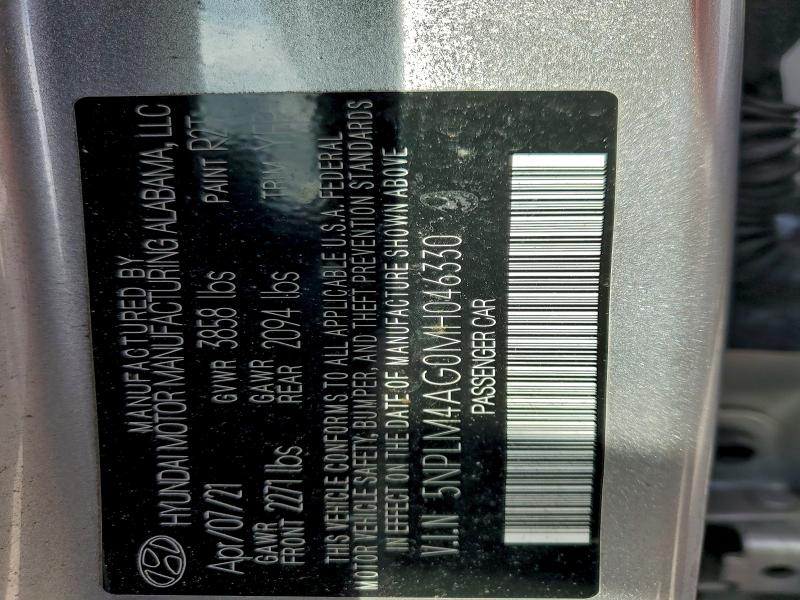 MANUFACTURED BY
HYUNDAI MOTOR MANUFACTURING ALABAMA, LLC
Apr/07/21 GVWR 3858 lbs PAINT R2T
GAWR FRONT 2271 lbs GAWR REAR 2094 lbs TRIM
THIS VEHICLE CONFORMS TO ALL APPLICABLE U.S.A FEDERAL
MOTOR VEHICLE SAFETY, BUMPER, AND THEFT PREVENTION STANDARDS
IN EFFECT ON THE DATE OF MANUFACTURE SHOWN ABOVE
V.I.N 5NPLM4AG0MH046330
PASSENGER CAR